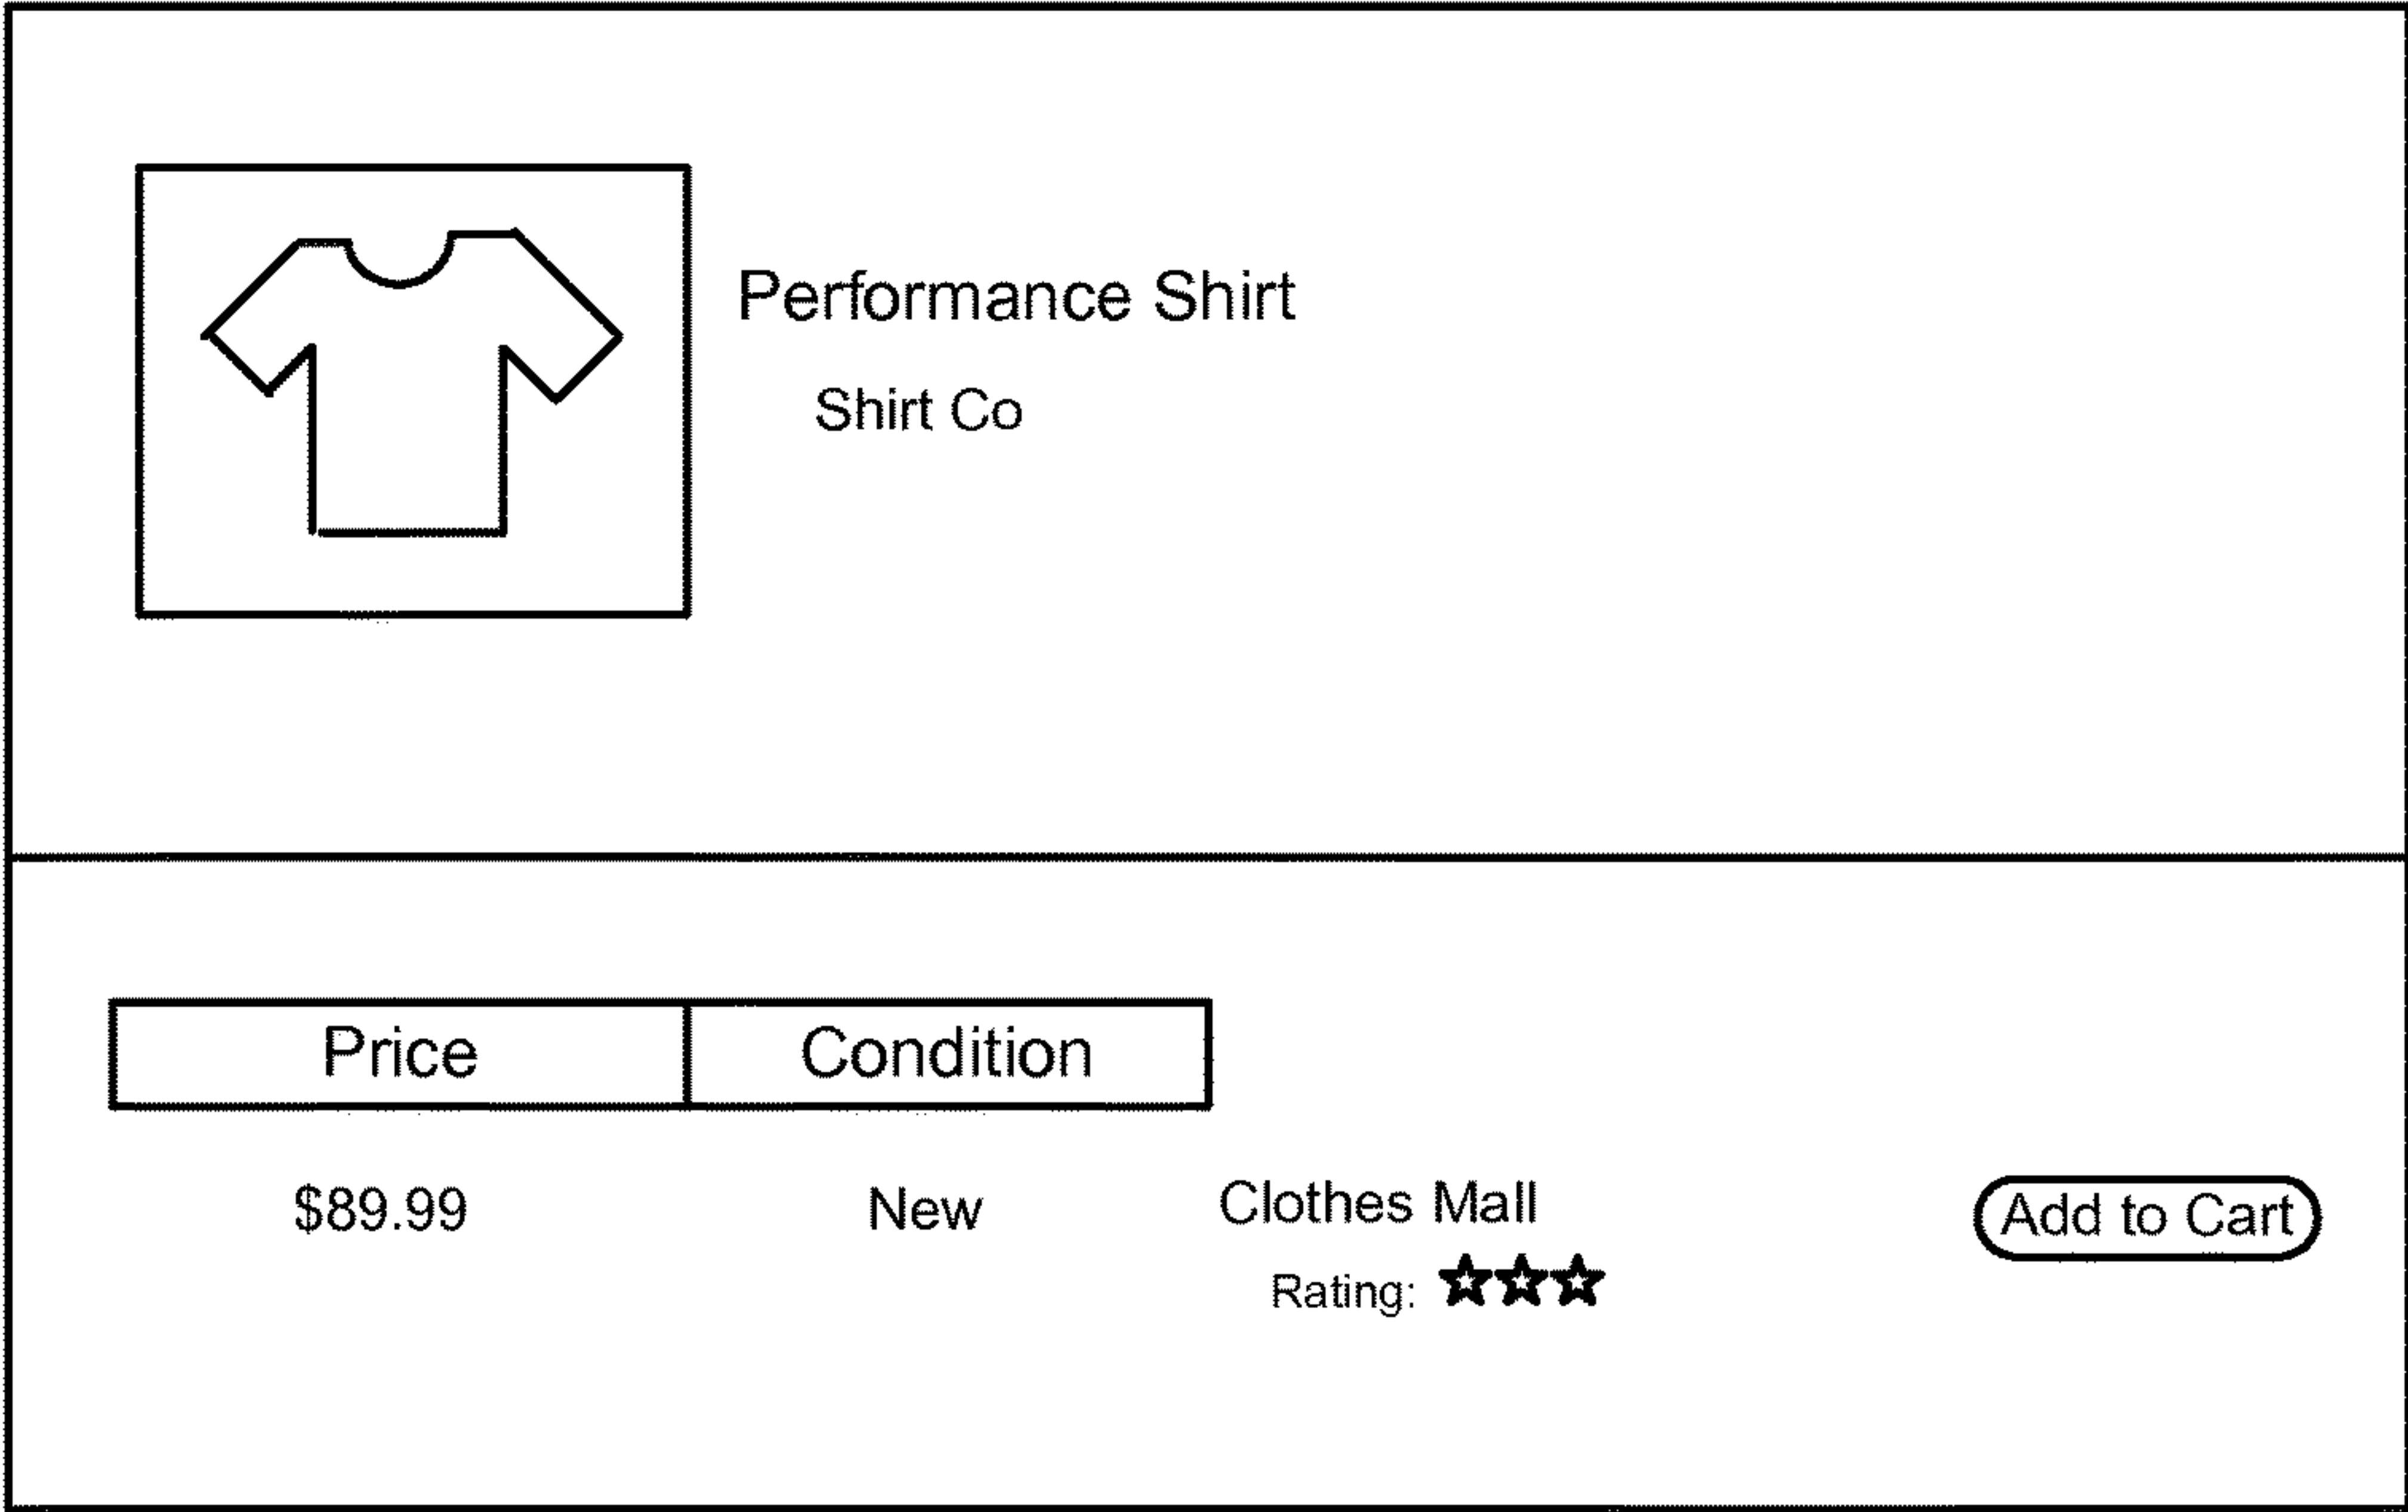 Performance Shirt
Shirt Co
Price Condition
$89.99 New Clothes Mall Add to Cart
Rating: